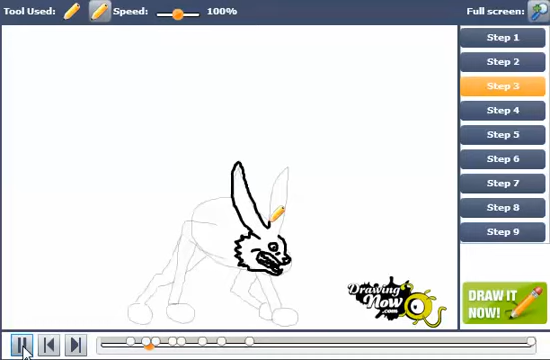 Tool Used:
Speed:
100%
Full screen:
Step 1
Step 2
Step 3
Step 4
Step 5
Step 6
Step 7
Step 8
Step 9
Drawing
Now.com
DRAW IT
NOW!